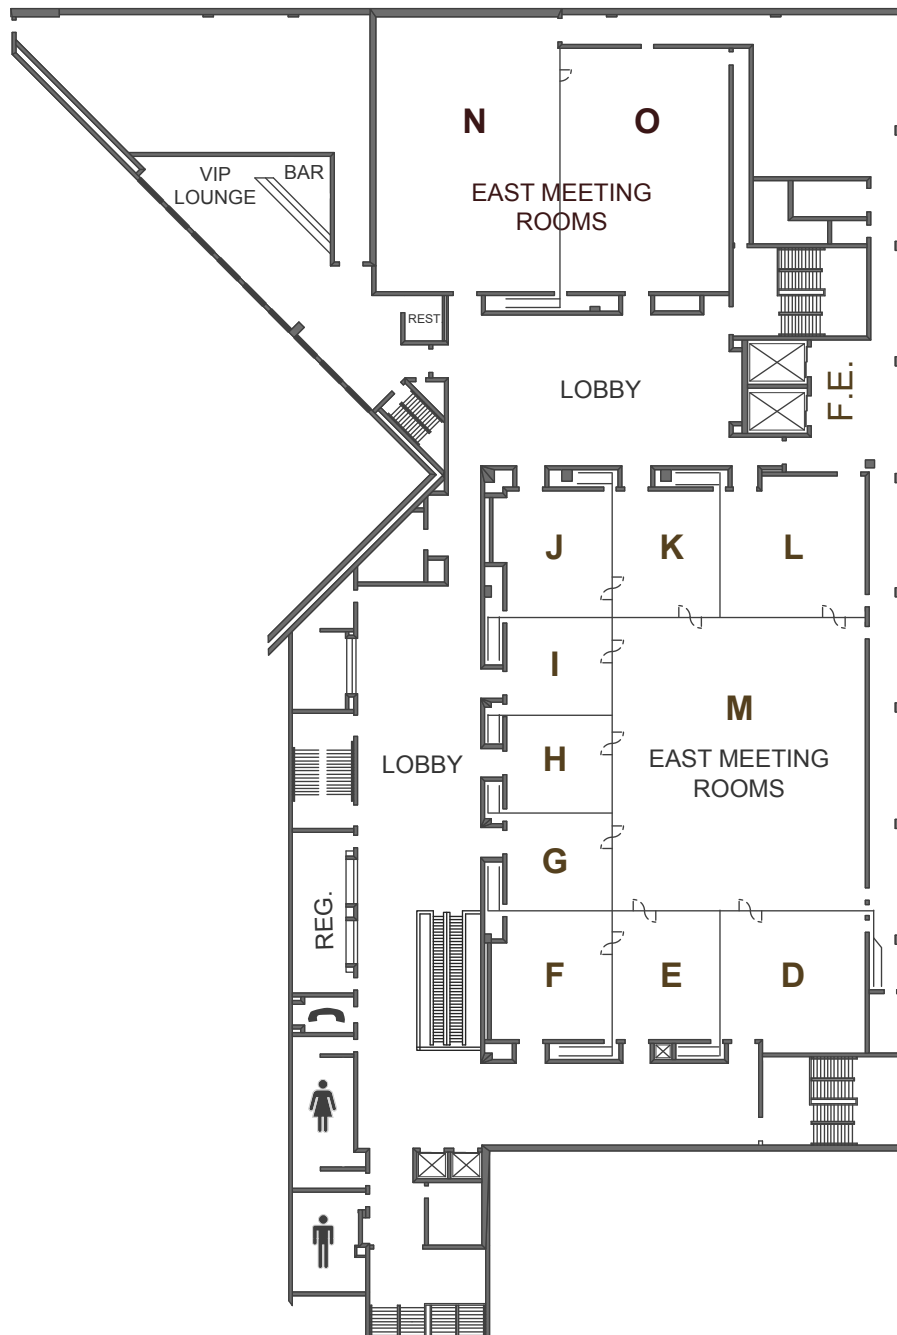 N
O
VIP
LOUNGE
BAR
EAST MEETING
ROOMS
REST.
LOBBY
F.E.
J
K
L
I
M
EAST MEETING
ROOMS
H
LOBBY
G
REG.
F
E
D